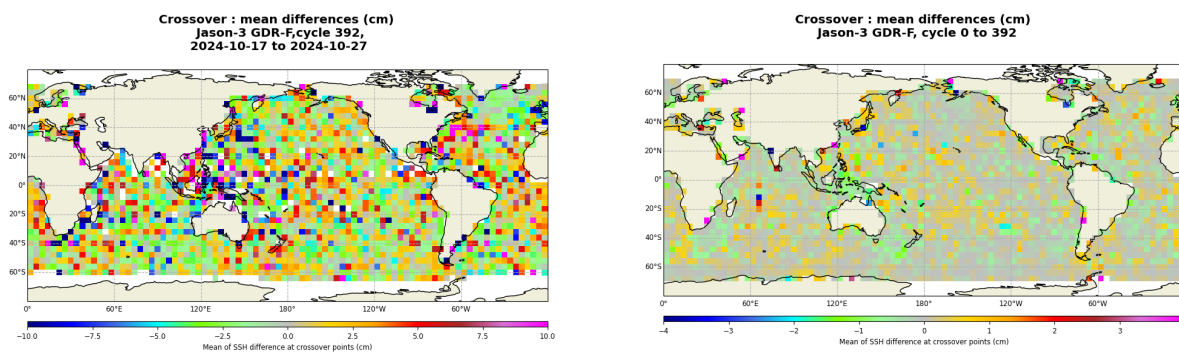 Crossover : mean differences (cm)
Jason-3 GDR-F,cycle 392,
2024-10-17 to 2024-10-27
60°N
40°N
20°N
0°
20°S
40°S
60°S
0°
60°E
120°E
180°
120°W
60°W
−10.0
−7.5
−5.0
−2.5
0.0
2.5
5.0
7.5
10.0
Mean of SSH difference at crossover points (cm)
Crossover : mean differences (cm)
Jason-3 GDR-F, cycle 0 to 392
60°N
40°N
20°N
0°
20°S
40°S
60°S
0°
60°E
120°E
180°
120°W
60°W
−4
−3
−2
−1
0
1
2
3
Mean of SSH difference at crossover points (cm)